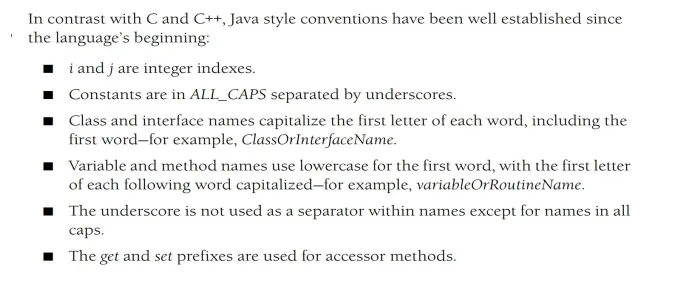 In contrast with C and C++, Java style conventions have been well established since
the language's beginning:
■ i and j are integer indexes.
■ Constants are in ALL_CAPS separated by underscores.
■ Class and interface names capitalize the first letter of each word, including the
first word—for example, ClassOrInterfaceName.
■ Variable and method names use lowercase for the first word, with the first letter
of each following word capitalized—for example, variableOrRoutineName.
■ The underscore is not used as a separator within names except for names in all
caps.
■ The get and set prefixes are used for accessor methods.